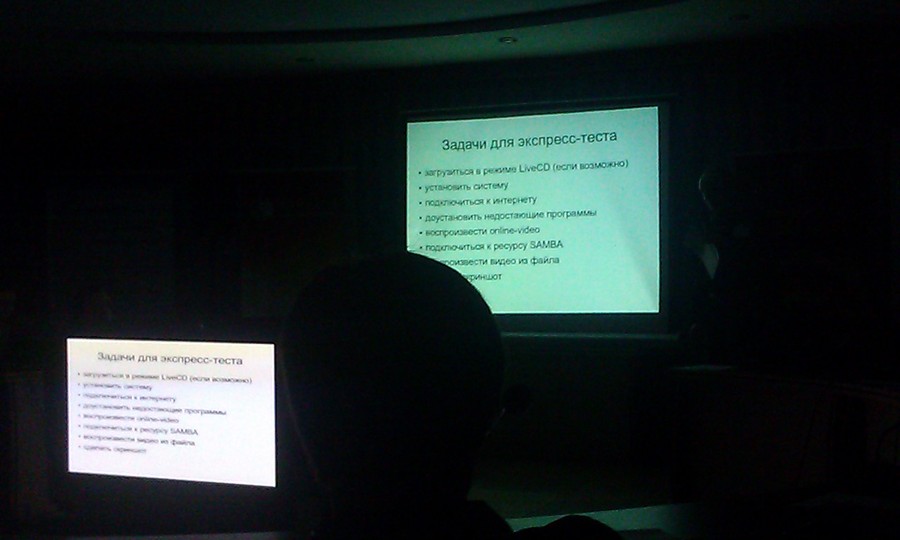 Задачи для экспресс-теста
• загрузиться в режиме LiveCD (если возможно)
• установить систему
• подключиться к интернету
• доустановить недостающие программы
• воспроизвести online-video
• подключиться к ресурсу SAMBA
произвести видео из файла
скриншот
Задачи для экспресс-теста
• загрузиться в режиме LiveCD (если возможно)
• установить систему
• подключиться к интернету
• доустановить недостающие программы
• воспроизвести online-video
• подключиться к ресурсу SAMBA
• воспроизвести видео из файла
• сделать скриншот